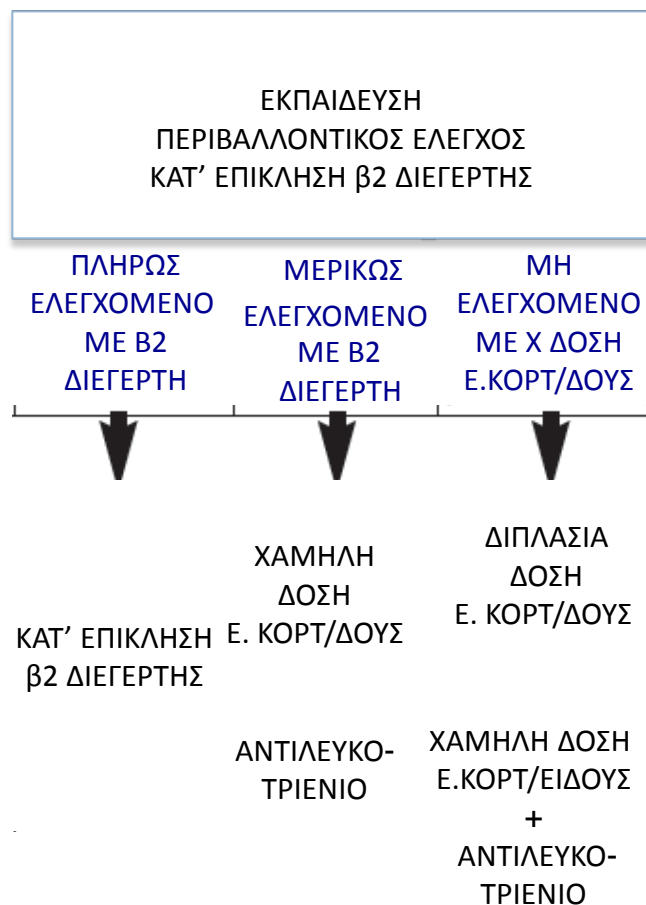 ΕΚΠΑΙΔΕΥΣΗ
ΠΕΡΙΒΑΛΛΟΝΤΙΚΟΣ ΕΛΕΓΧΟΣ
ΚΑΤ’ ΕΠΙΚΛΗΣΗ β2 ΔΙΕΓΕΡΤΗΣ
ΠΛΗΡΩΣ
ΕΛΕΓΧΟΜΕΝΟ
ΜΕ Β2
ΔΙΕΓΕΡΤΗ
ΜΕΡΙΚΩΣ
ΕΛΕΓΧΟΜΕΝΟ
ΜΕ Β2
ΔΙΕΓΕΡΤΗ
ΜΗ
ΕΛΕΓΧΟΜΕΝΟ
ΜΕ Χ ΔΟΣΗ
Ε.ΚΟΡΤ/ΔΟΥΣ
ΚΑΤ’ ΕΠΙΚΛΗΣΗ
β2 ΔΙΕΓΕΡΤΗΣ
ΧΑΜΗΛΗ
ΔΟΣΗ
Ε. ΚΟΡΤ/ΔΟΥΣ
ΑΝΤΙΛΕΥΚΟ-
ΤΡΙΕΝΙΟ
ΔΙΠΛΑΣΙΑ
ΔΟΣΗ
Ε. ΚΟΡΤ/ΔΟΥΣ
ΧΑΜΗΛΗ ΔΟΣΗ
Ε.ΚΟΡΤ/ΕΙΔΟΥΣ
+
ΑΝΤΙΛΕΥΚΟ-
ΤΡΙΕΝΙΟ